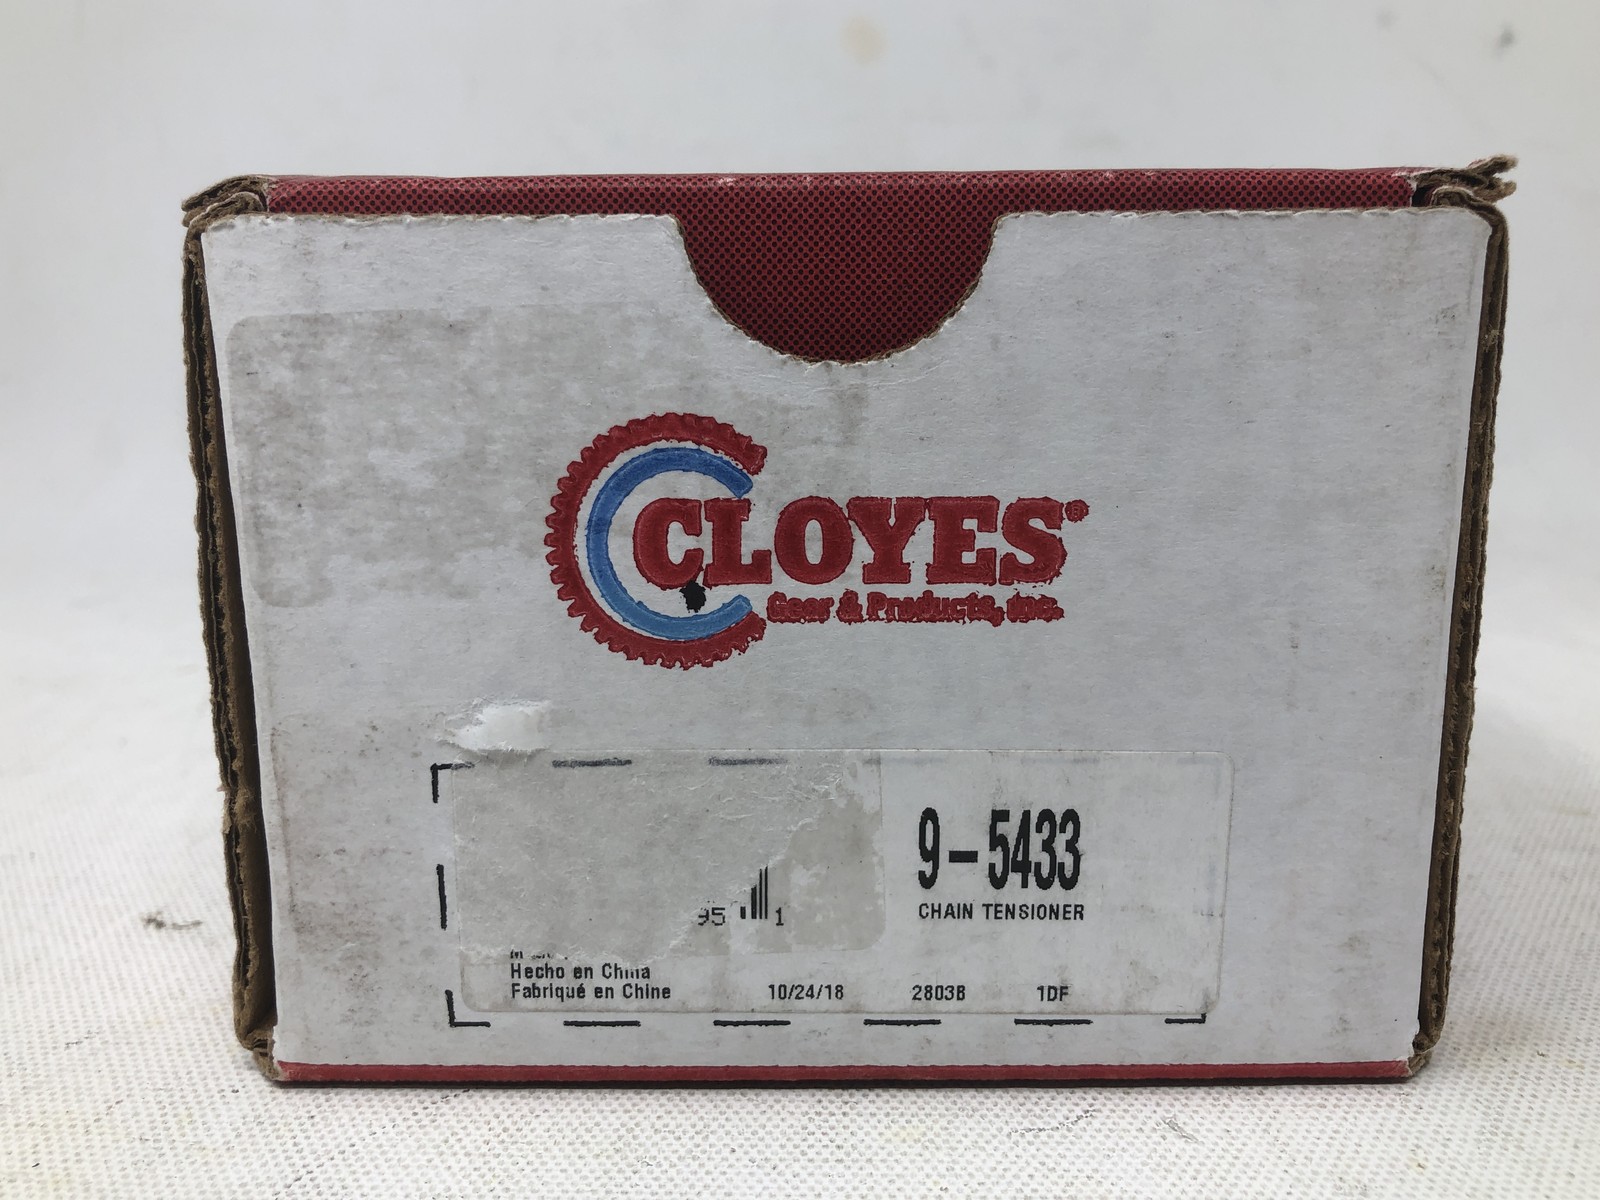 CLOYES®
Gear & Products, Inc.
9-5433
CHAIN TENSIONER
95 1
Hecho en China
Fabriqué en Chine
10/24/18 2803B 1DF